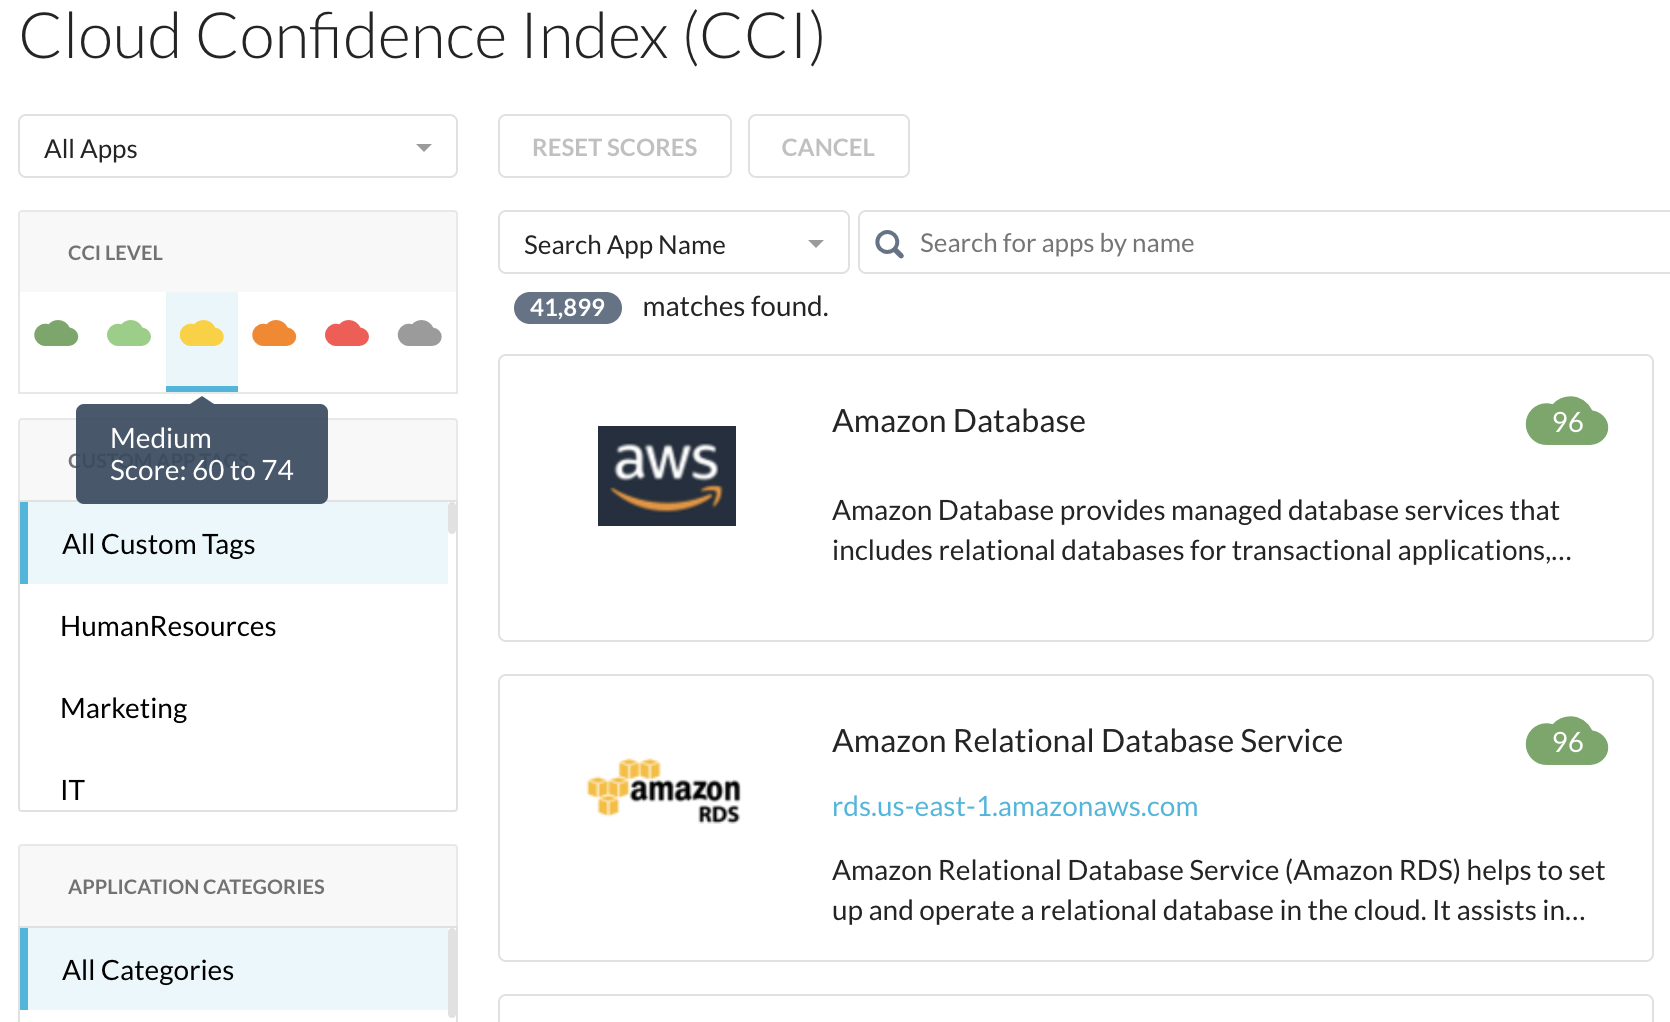 Cloud Confidence Index (CCI)
All Apps
RESET SCORES
CANCEL
CCI LEVEL
Search App Name
Search for apps by name
41,899 matches found.
Medium
Score: 60 to 74
CUSTOM APP TAGS
All Custom Tags
HumanResources
Marketing
IT
APPLICATION CATEGORIES
All Categories
aws
Amazon Database
96
Amazon Database provides managed database services that
includes relational databases for transactional applications,...
amazon
RDS
Amazon Relational Database Service
96
rds.us-east-1.amazonaws.com
Amazon Relational Database Service (Amazon RDS) helps to set
up and operate a relational database in the cloud. It assists in...